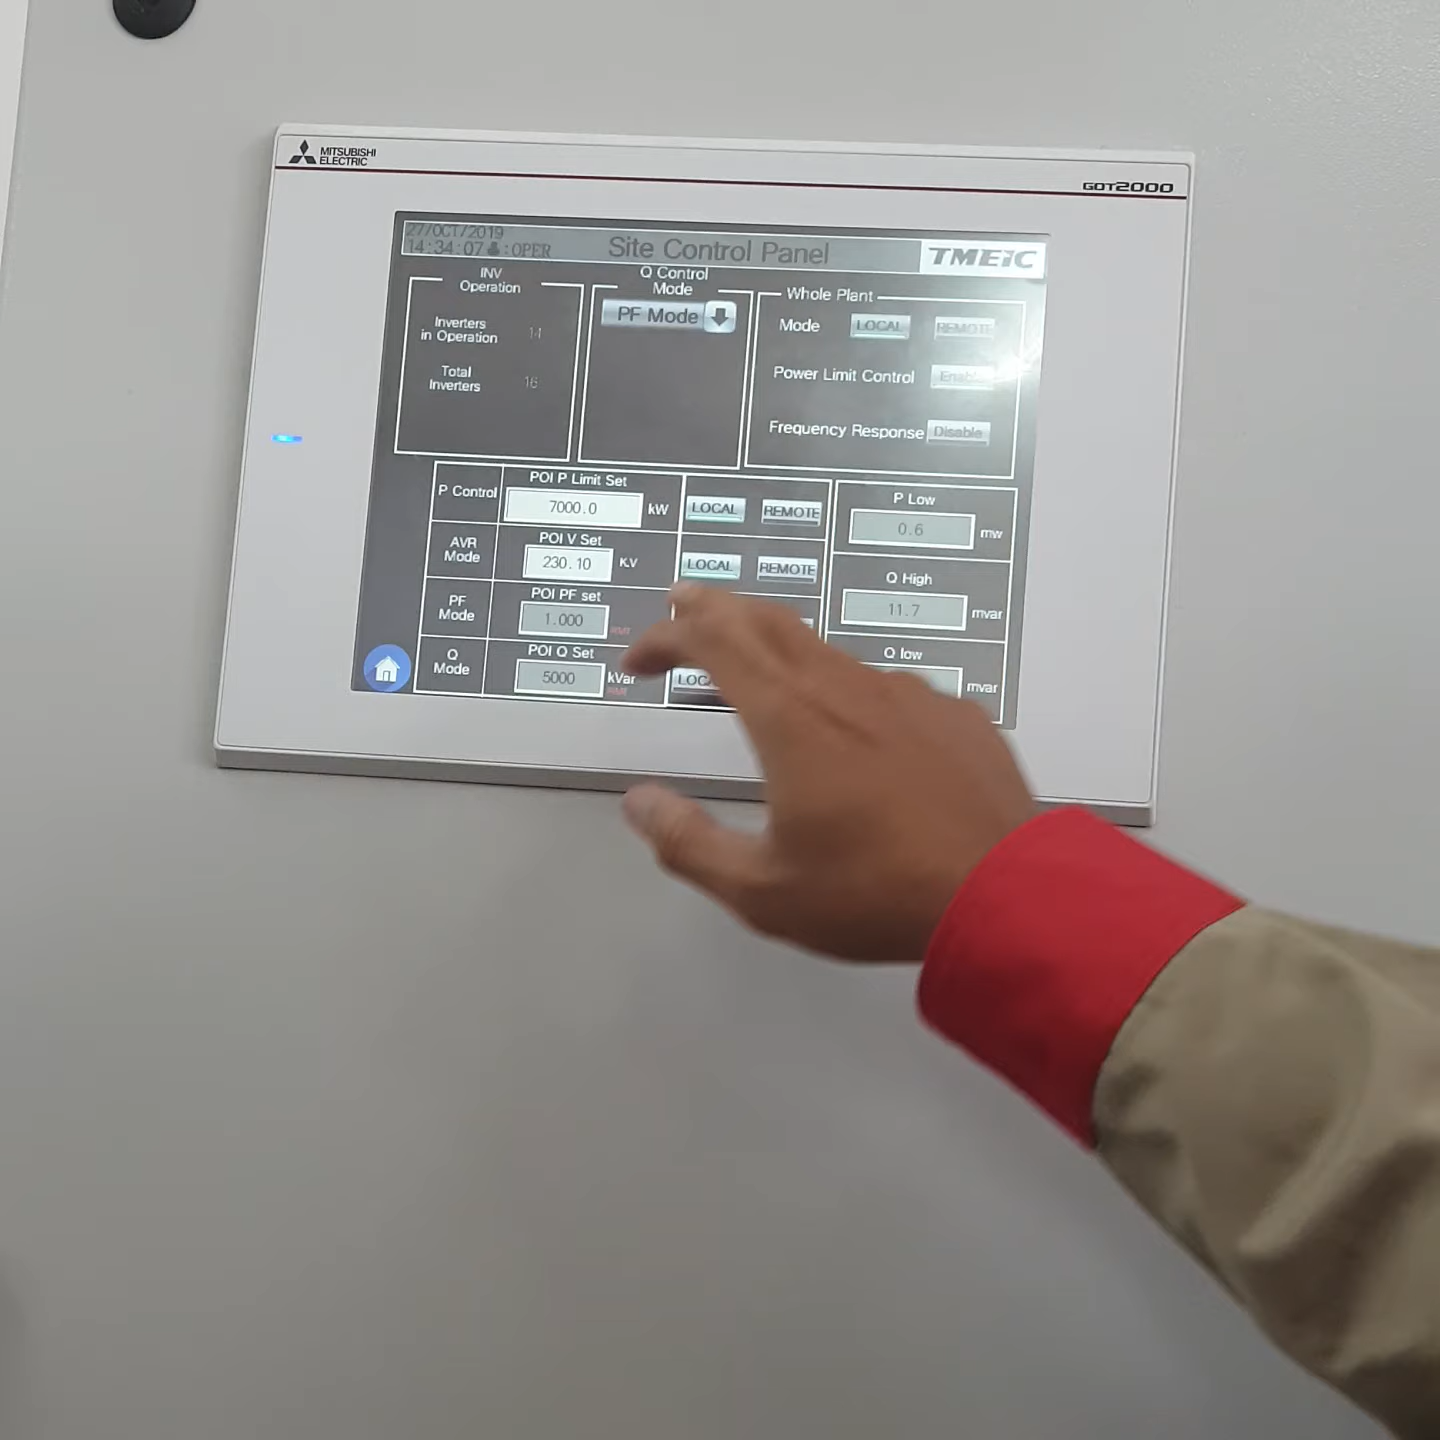 MITSUBISHI
ELECTRIC
GOT2000
27/OCT/2019
14:34:07 :OPER
Site Control Panel
TMEiC
INV
Operation
Inverters
in Operation
14
Total
Inverters
16
Q Control
Mode
PF Mode
Whole Plant
Mode
LOCAL
REMOTE
Power Limit Control
Frequency Response
Disable
P Control
POI P Limit Set
7000.0
kW
LOCAL
REMOTE
AVR
Mode
POI V Set
230.10
KV
LOCAL
REMOTE
PF
Mode
POI PF set
1.000
Q
Mode
POI Q Set
5000
kVar
P Low
0.6
mw
Q High
11.7
mvar
Q low
mvar